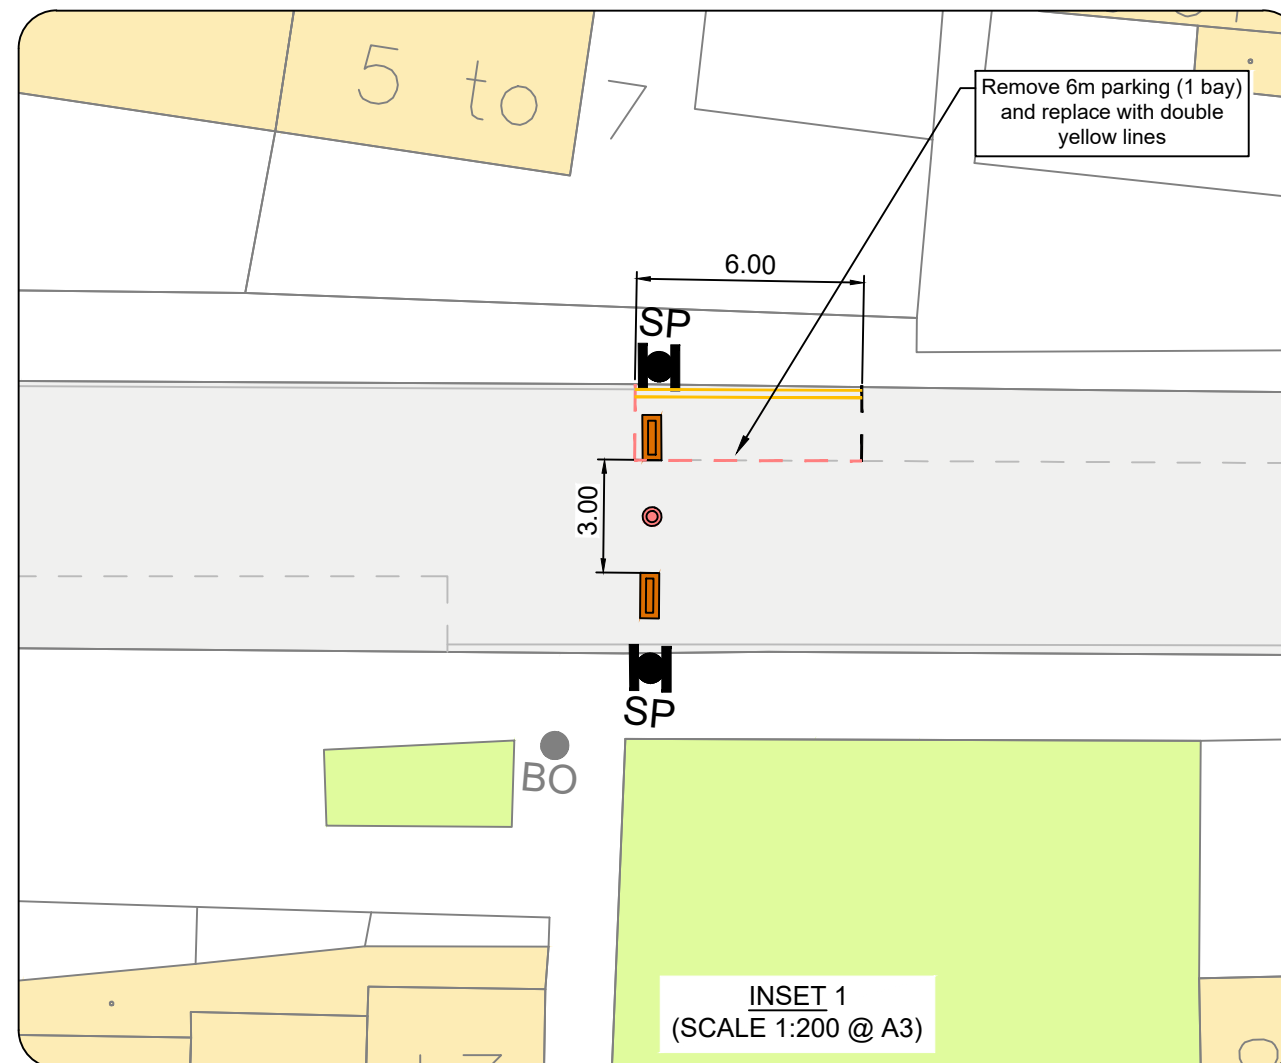 5 to 7
Remove 6m parking (1 bay)
and replace with double
yellow lines
6.00
SP
3.00
SP
BO
INSET 1
(SCALE 1:200 @ A3)